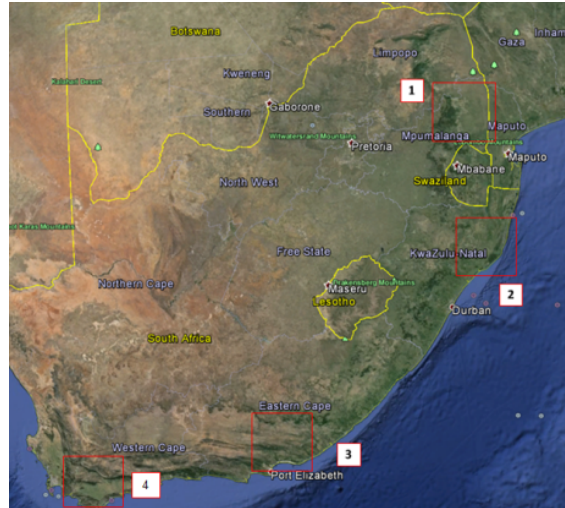 Botswana
Gaza
Inham
Limpopo
Kweneng
Kalahari Desert
1
Southern
Gaborone
Maputo
Witwatersrand Mountains
Mpumalanga
Pretoria
Maputo
Mbabane
North West
Swaziland
Free State
KwaZulu-Natal
Northern Cape
Drakensberg Mountains
Maseru
2
Lesotho
Durban
South Africa
Eastern Cape
Western Cape
3
4
Port Elizabeth